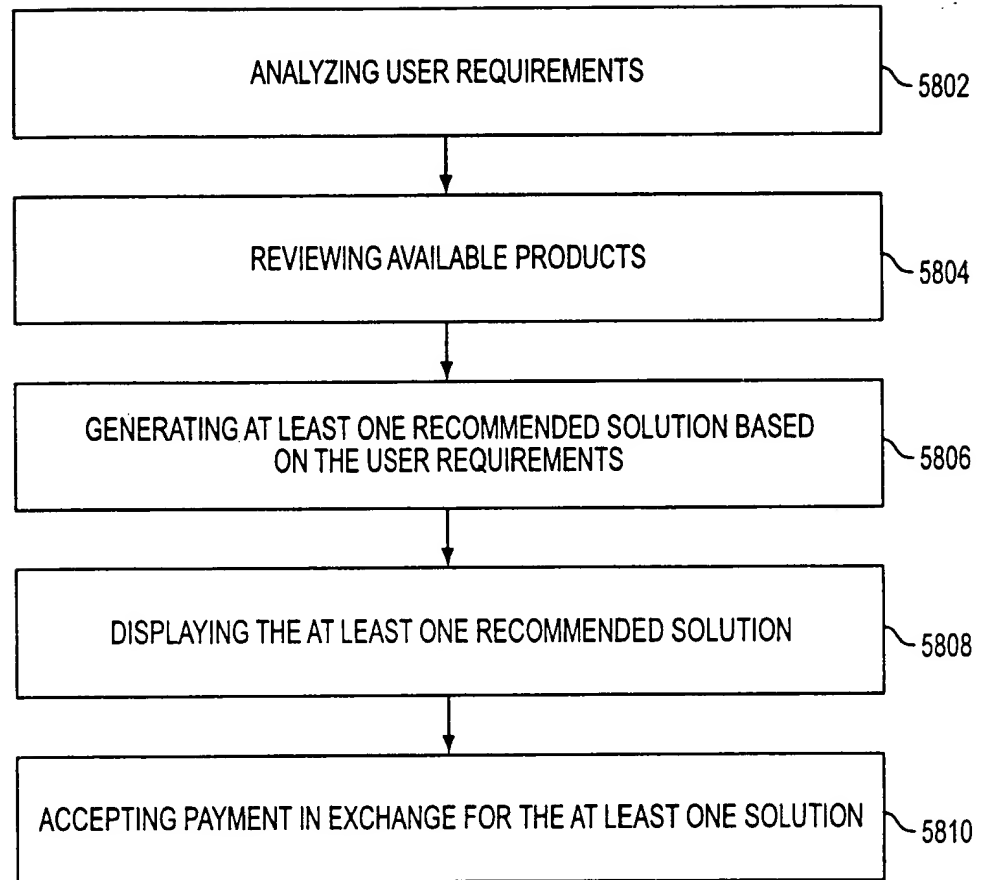 ANALYZING USER REQUIREMENTS
5802
REVIEWING AVAILABLE PRODUCTS
5804
GENERATING AT LEAST ONE RECOMMENDED SOLUTION BASED
ON THE USER REQUIREMENTS
5806
DISPLAYING THE AT LEAST ONE RECOMMENDED SOLUTION
5808
ACCEPTING PAYMENT IN EXCHANGE FOR THE AT LEAST ONE SOLUTION
5810